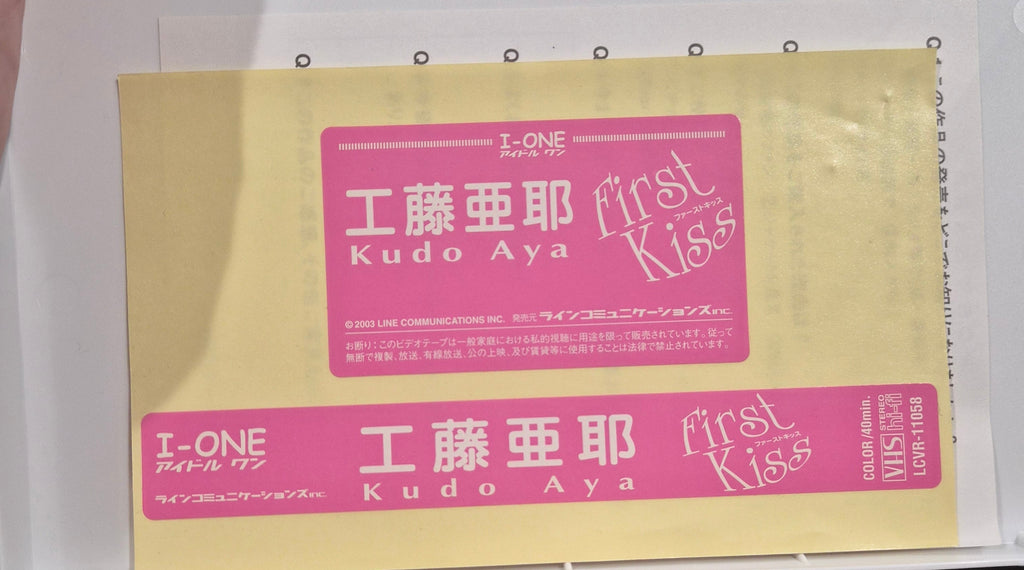 Q
Q
Q
Q
Q
Q
Q
I-ONE
アイドル ワン
工藤亜耶
Kudo Aya
First
ファーストキッス
Kiss
©2003 LINE COMMUNICATIONS INC. 発売元 ラインコミュニケーションズinc.
お断り:このビデオテープは一般家庭における私的視聴に用途を限って販売されています。従って
無断で複製、放送、有線放送、公の上映、及び賃貸等に使用することは法律で禁止されています。
I-ONE
アイドル ワン
ラインコミュニケーションズinc.
工藤亜耶
Kudo Aya
First
ファーストキッス
Kiss
COLOR/40min.
VHS STEREO hi-fi
LCVR-11058